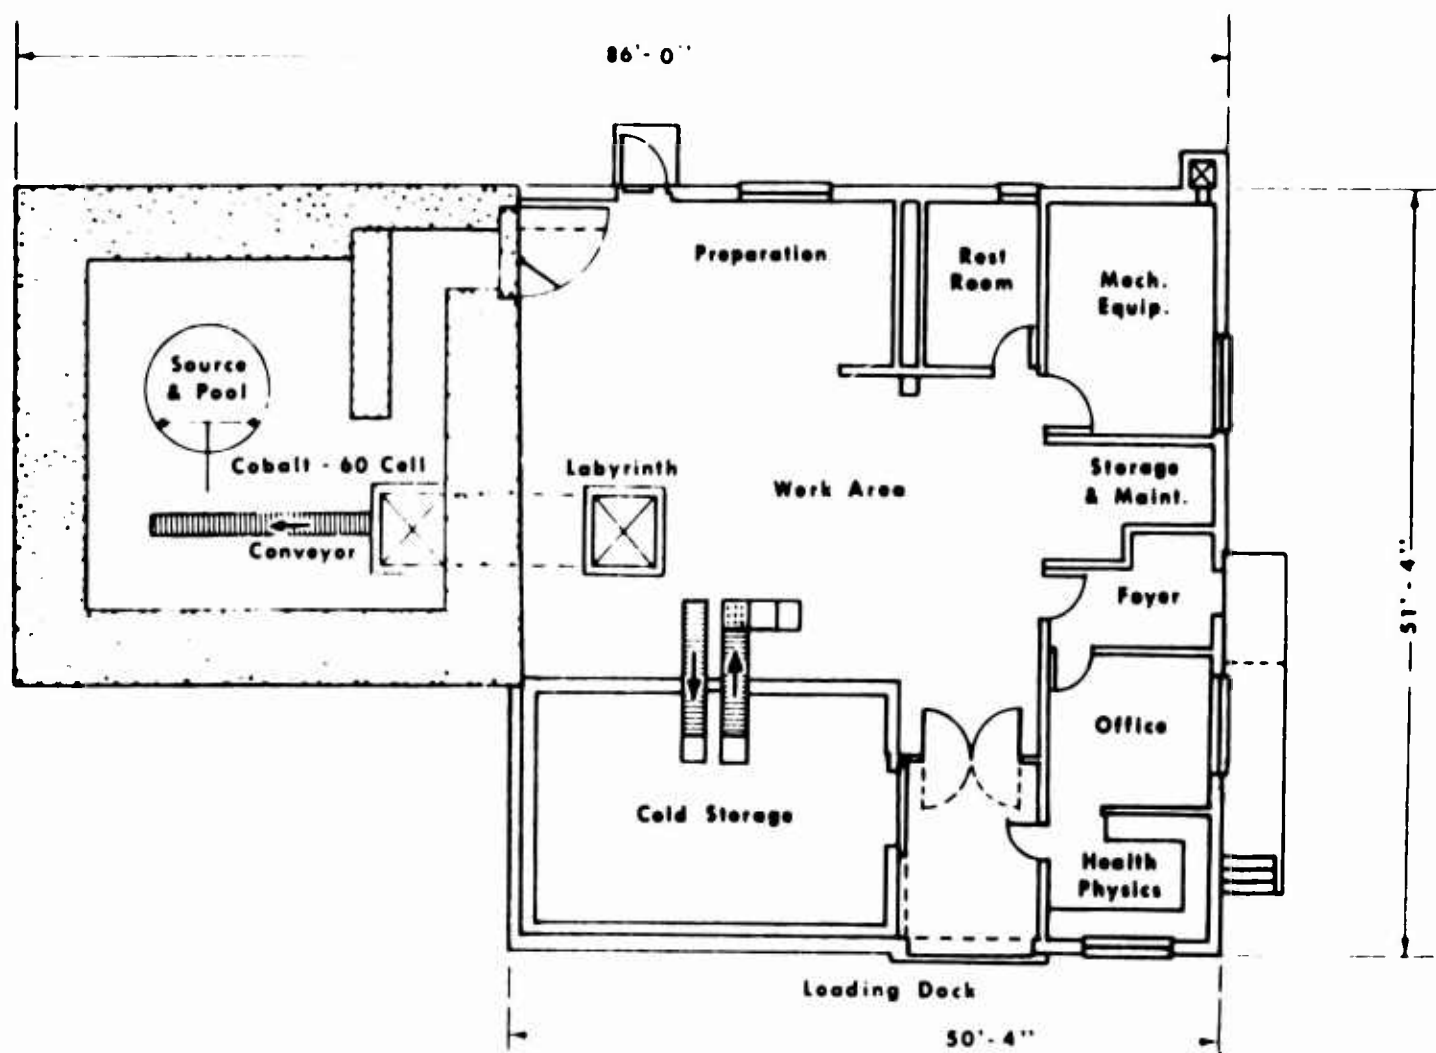 86'-0"
Preparation
Rest
Room
Mech.
Equip.
Source
& Pool
Cobalt - 60 Cell
Labyrinth
Work Area
Storage
& Maint.
Conveyor
Foyer
51'-4"
Office
Cold Storage
Health
Physics
Loading Dock
50'-4"